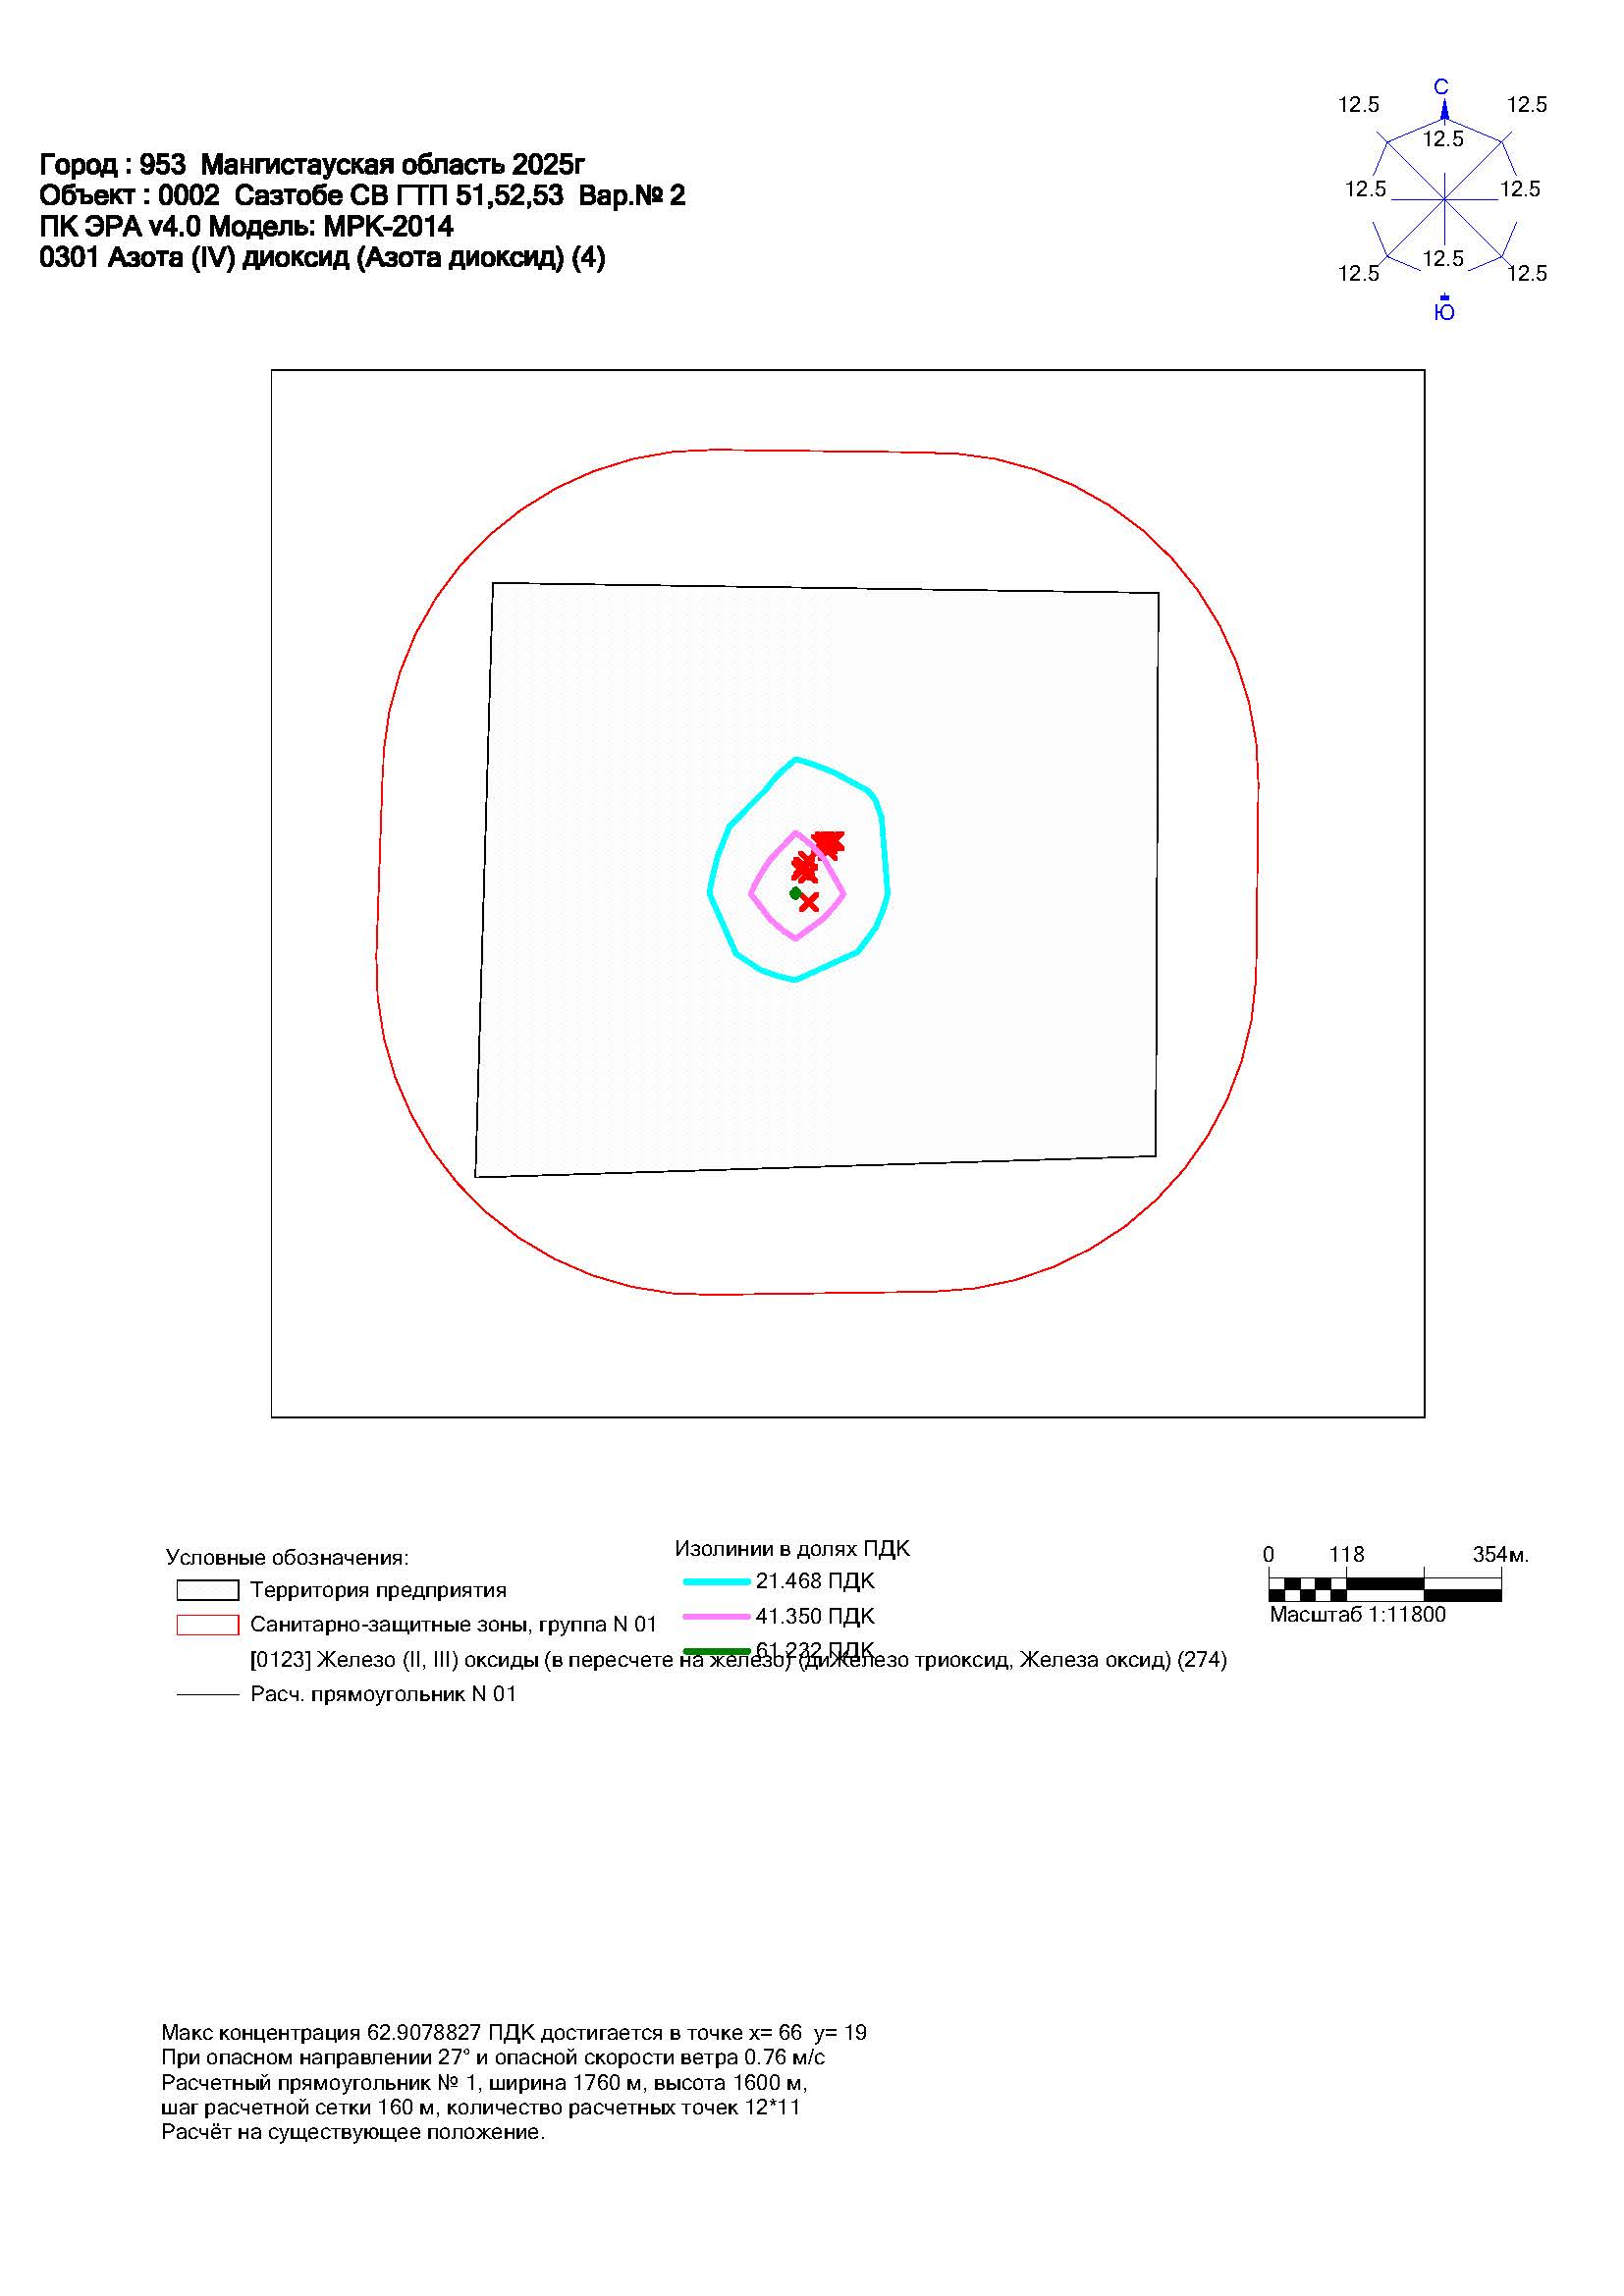 С
12.5
12.5
12.5
12.5
12.5
12.5
12.5
12.5
Ю
Город : 953 Мангистауская область 2025г
Объект : 0002 Сазтобе СВ ГТП 51,52,53 Вар.№ 2
ПК ЭРА v4.0 Модель: МРК-2014
0301 Азота (IV) диоксид (Азота диоксид) (4)
Условные обозначения:
Территория предприятия
Санитарно-защитные зоны, группа N 01
[0123] Железо (II, III) оксиды (в пересчете на железо) (диЖелезо триоксид, Железа оксид) (274)
Расч. прямоугольник N 01
Изолинии в долях ПДК
21.468 ПДК
41.350 ПДК
61.232 ПДК
0 118 354м.
Масштаб 1:11800
Макс концентрация 62.9078827 ПДК достигается в точке x= 66 y= 19
При опасном направлении 27° и опасной скорости ветра 0.76 м/с
Расчетный прямоугольник № 1, ширина 1760 м, высота 1600 м,
шаг расчетной сетки 160 м, количество расчетных точек 12*11
Расчёт на существующее положение.